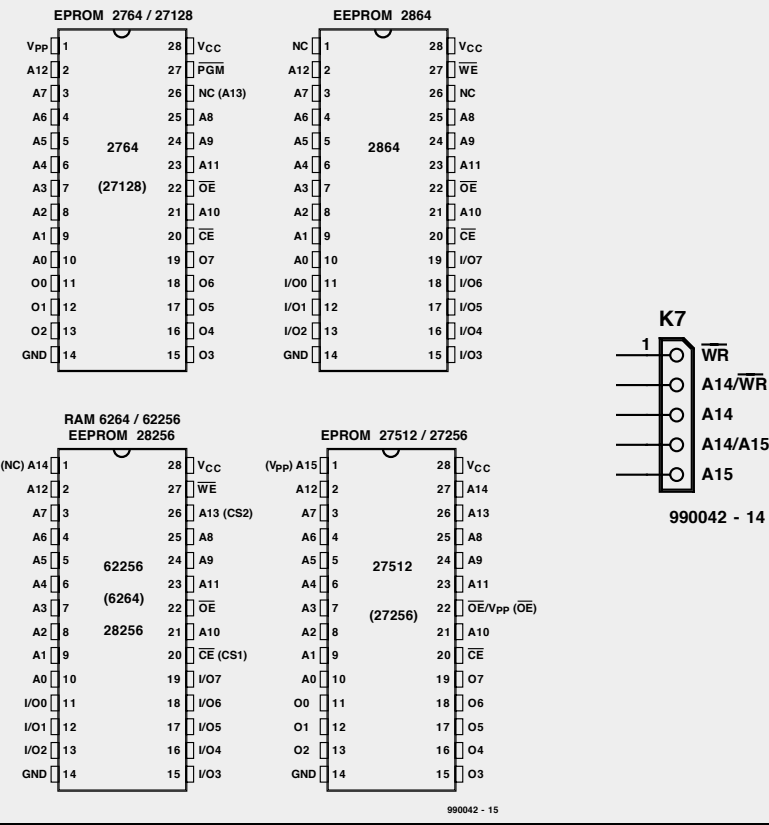 EPROM 2764 / 27128
VPP 1 28 VCC
A12 2 27 PGM
A7 3 26 NC (A13)
A6 4 25 A8
A5 5 24 A9
2764
A4 6 23 A11
A3 7 (27128) 22 OE
A2 8 21 A10
A1 9 20 CE
A0 10 19 O7
O0 11 18 O6
O1 12 17 O5
O2 13 16 O4
GND 14 15 O3
EEPROM 2864
NC 1 28 VCC
A12 2 27 WE
A7 3 26 NC
A6 4 25 A8
A5 5 24 A9
2864
A4 6 23 A11
A3 7 22 OE
A2 8 21 A10
A1 9 20 CE
A0 10 19 I/O7
I/O0 11 18 I/O6
I/O1 12 17 I/O5
I/O2 13 16 I/O4
GND 14 15 I/O3
K7
1 WR
A14/WR
A14
A14/A15
A15
990042 - 14
RAM 6264 / 62256
EEPROM 28256
(NC) A14 1 28 VCC
A12 2 27 WE
A7 3 26 A13 (CS2)
A6 4 25 A8
A5 5 24 A9
62256
A4 6 23 A11
(6264)
A3 7 22 OE
A2 8 28256 21 A10
A1 9 20 CE (CS1)
A0 10 19 I/O7
I/O0 11 18 I/O6
I/O1 12 17 I/O5
I/O2 13 16 I/O4
GND 14 15 I/O3
EPROM 27512 / 27256
(VPP) A15 1 28 VCC
A12 2 27 A14
A7 3 26 A13
A6 4 25 A8
A5 5 24 A9
27512
A4 6 23 A11
A3 7 22 OE/VPP (OE)
(27256)
A2 8 21 A10
A1 9 20 CE
A0 10 19 O7
O0 11 18 O6
O1 12 17 O5
O2 13 16 O4
GND 14 15 O3
990042 - 15